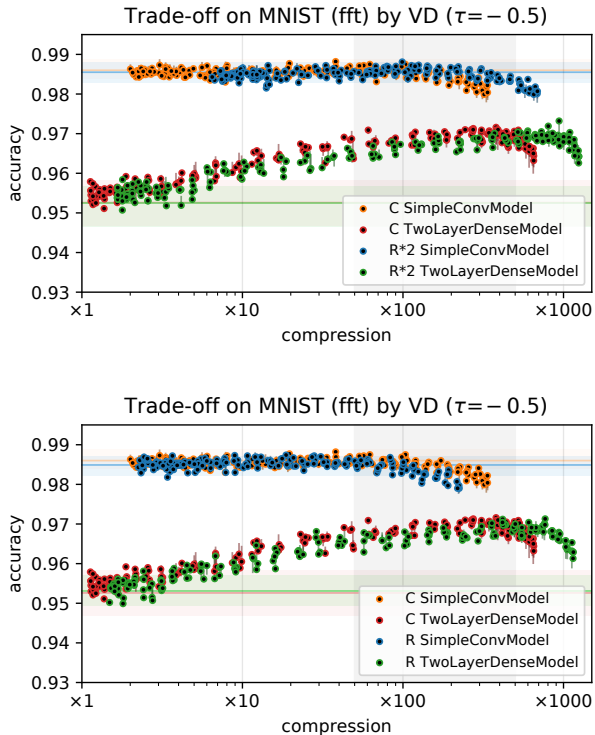 Trade-off on MNIST (fft) by VD (τ=− 0.5)
0.99
0.98
0.97
0.96
0.95
0.94
0.93
accuracy
C SimpleConvModel
C TwoLayerDenseModel
R*2 SimpleConvModel
R*2 TwoLayerDenseModel
×1 ×10 ×100 ×1000
compression
Trade-off on MNIST (fft) by VD (τ=− 0.5)
0.99
0.98
0.97
0.96
0.95
0.94
0.93
accuracy
C SimpleConvModel
C TwoLayerDenseModel
R SimpleConvModel
R TwoLayerDenseModel
×1 ×10 ×100 ×1000
compression